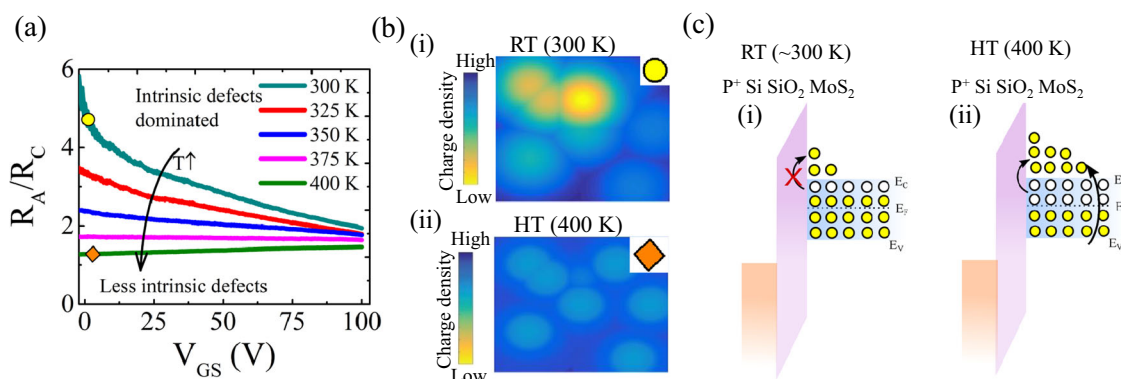 (a)
6
4
2
0
R_A/R_C
Intrinsic defects
dominated
T↑
Less intrinsic defects
300 K
325 K
350 K
375 K
400 K
0 25 50 75 100
V_GS (V)
(b)
(i)
RT (300 K)
High
Charge density
Low
(ii)
HT (400 K)
High
Charge density
Low
(c)
RT (~300 K)
P⁺ Si SiO₂ MoS₂
(i)
X
E_C
E_F
E_V
HT (400 K)
P⁺ Si SiO₂ MoS₂
(ii)